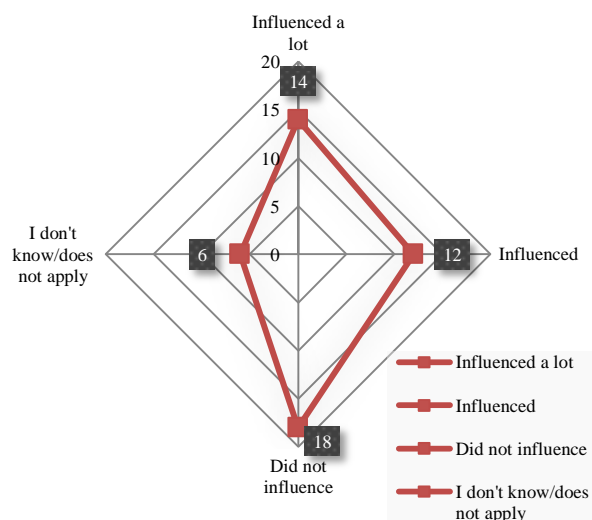 Influenced a
lot
20
14
15
10
5
0
I don't
know/does
not apply
6
12
Influenced
18
Did not
influence
Influenced a lot
Influenced
Did not influence
I don't know/does
not apply